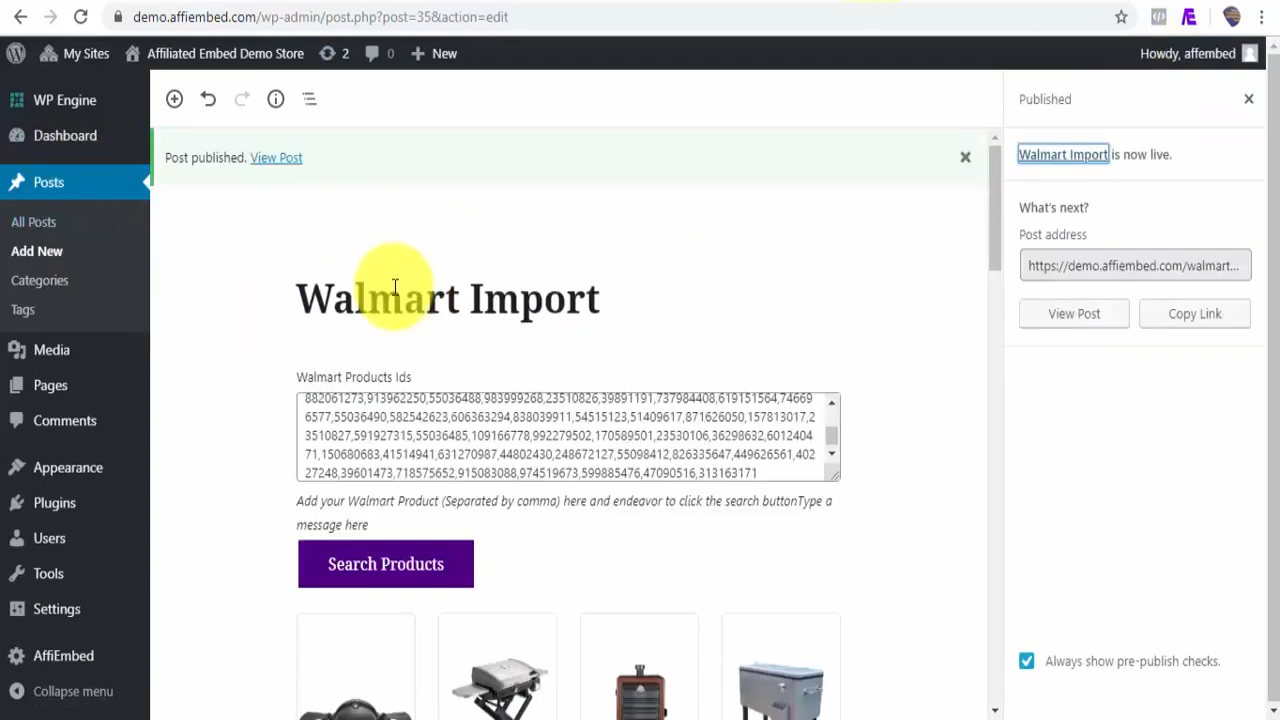 demo.affiembed.com/wp-admin/post.php?post=35&action=edit
My Sites
Affiliated Embed Demo Store
2
0
New
Howdy, affembed
WP Engine
Dashboard
Posts
All Posts
Add New
Categories
Tags
Media
Pages
Comments
Appearance
Plugins
Users
Tools
Settings
AffiEmbed
Collapse menu
Post published. View Post
Walmart Import
Walmart Products Ids
882061273,913962250,55036488,983999268,23510826,39891191,737984408,619151564,74669
6577,55036490,582542623,606363294,838039911,54515123,51409617,871626050,157813017,2
3510827,591927315,55036485,109166778,992279502,170589501,23530106,36298632,6012404
71,150680683,41514941,631270987,44802430,248672127,55098412,826335647,449626561,402
27248,39601473,718575652,915083088,974519673,599885476,47090516,313163171
Add your Walmart Product (Separated by comma) here and endeavor to click the search buttonType a
message here
Search Products
Published
Walmart Import is now live.
What's next?
Post address
https://demo.affiembed.com/walmart...
View Post
Copy Link
Always show pre-publish checks.